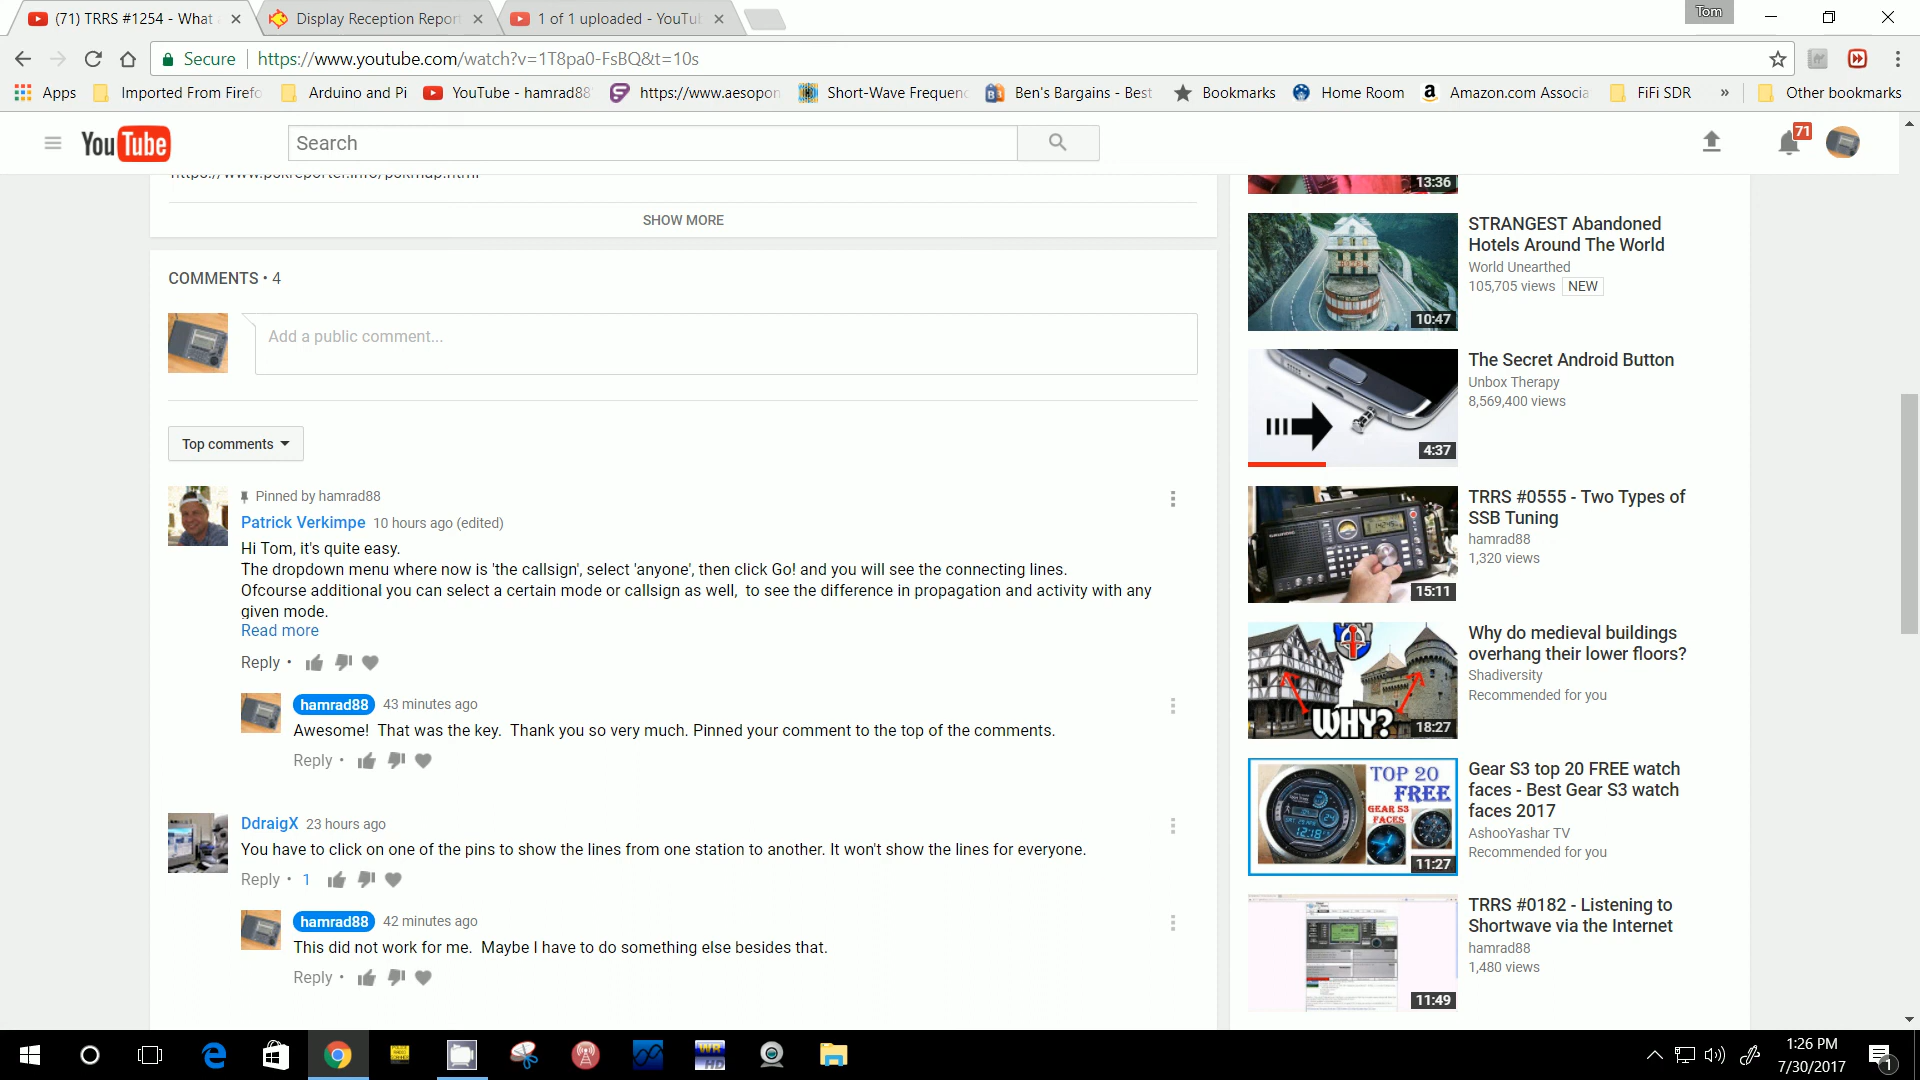 (71) TRRS #1254 - What
Display Reception Repor
1 of 1 uploaded - YouTu
Tom
Secure
https://www.youtube.com/watch?v=1T8pa0-FsBQ&t=10s
Apps
Imported From Firefo
Arduino and Pi
YouTube - hamrad88
https://www.aesopon
Short-Wave Frequenc
Ben's Bargains - Best
Bookmarks
Home Room
Amazon.com Associa
FiFi SDR
»
Other bookmarks
YouTube
Search
71
https://www.pskreporter.info/pskmap.html
SHOW MORE
COMMENTS • 4
Add a public comment...
Top comments
Pinned by hamrad88
Patrick Verkimpe 10 hours ago (edited)
Hi Tom, it's quite easy.
The dropdown menu where now is 'the callsign', select 'anyone', then click Go! and you will see the connecting lines.
Ofcourse additional you can select a certain mode or callsign as well,  to see the difference in propagation and activity with any
given mode.
Read more
Reply •
hamrad88 43 minutes ago
Awesome!  That was the key.  Thank you so very much. Pinned your comment to the top of the comments.
Reply •
DdraigX 23 hours ago
You have to click on one of the pins to show the lines from one station to another. It won't show the lines for everyone.
Reply • 1
hamrad88 42 minutes ago
This did not work for me.  Maybe I have to do something else besides that.
Reply •
13:36
STRANGEST Abandoned
Hotels Around The World
World Unearthed
105,705 views NEW
HOTEL
10:47
The Secret Android Button
Unbox Therapy
8,569,400 views
4:37
TRRS #0555 - Two Types of
SSB Tuning
hamrad88
1,320 views
15:11
Why do medieval buildings
overhang their lower floors?
Shadiversity
Recommended for you
WHY?
18:27
Gear S3 top 20 FREE watch
faces - Best Gear S3 watch
faces 2017
AshooYashar TV
Recommended for you
TOP 20
FREE
GEAR S3
FACES
12:18
11:27
TRRS #0182 - Listening to
Shortwave via the Internet
hamrad88
1,480 views
11:49
WR
HD
1:26 PM
7/30/2017
1